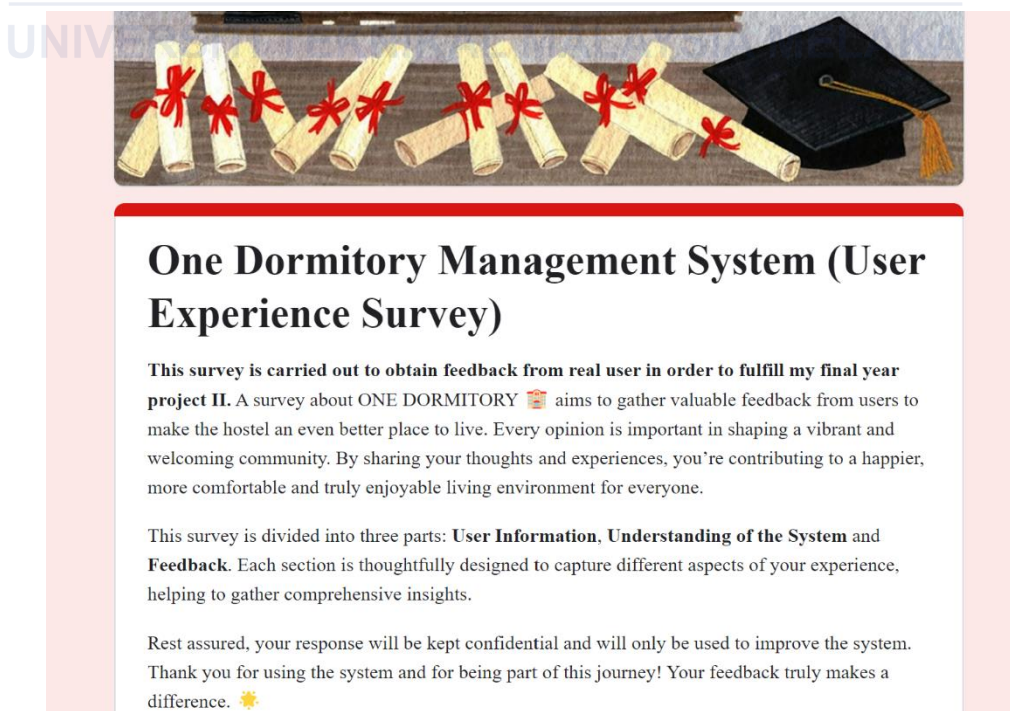 One Dormitory Management System (User
Experience Survey)
This survey is carried out to obtain feedback from real user in order to fulfill my final year
project II. A survey about ONE DORMITORY 🏫 aims to gather valuable feedback from users to
make the hostel an even better place to live. Every opinion is important in shaping a vibrant and
welcoming community. By sharing your thoughts and experiences, you’re contributing to a happier,
more comfortable and truly enjoyable living environment for everyone.
This survey is divided into three parts: User Information, Understanding of the System and
Feedback. Each section is thoughtfully designed to capture different aspects of your experience,
helping to gather comprehensive insights.
Rest assured, your response will be kept confidential and will only be used to improve the system.
Thank you for using the system and for being part of this journey! Your feedback truly makes a
difference. 🌟